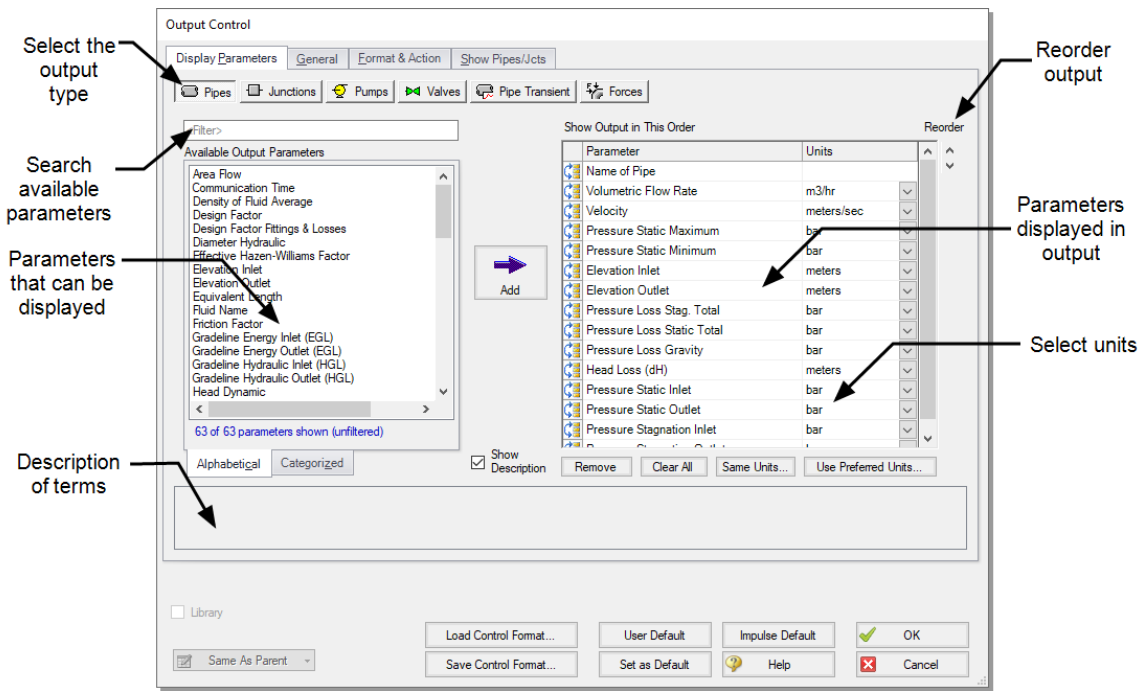 Output Control
Select the
output
type
Display Parameters
General
Format & Action
Show Pipes/Jcts
Reorder
output
Pipes
Junctions
Pumps
Valves
Pipe Transient
Forces
<Filter>
Show Output in This Order
Reorder
Search
available
parameters
Available Output Parameters
Area Flow
Communication Time
Density of Fluid Average
Design Factor
Design Factor Fittings & Losses
Diameter Hydraulic
Effective Hazen-Williams Factor
Elevation Inlet
Elevation Outlet
Equivalent Length
Fluid Name
Friction Factor
Gradeline Energy Inlet (EGL)
Gradeline Energy Outlet (EGL)
Gradeline Hydraulic Inlet (HGL)
Gradeline Hydraulic Outlet (HGL)
Head Dynamic
63 of 63 parameters shown (unfiltered)
Alphabetical
Categorized
Parameters
that can be
displayed
Add
Show
Description
Parameter Units
Name of Pipe
Volumetric Flow Rate m3/hr
Velocity meters/sec
Pressure Static Maximum bar
Pressure Static Minimum bar
Elevation Inlet meters
Elevation Outlet meters
Pressure Loss Stag. Total bar
Pressure Loss Static Total bar
Pressure Loss Gravity bar
Head Loss (dH) meters
Pressure Static Inlet bar
Pressure Static Outlet bar
Pressure Stagnation Inlet bar
Parameters
displayed in
output
Select units
Remove
Clear All
Same Units...
Use Preferred Units...
Description
of terms
Library
Same As Parent
Load Control Format...
User Default
Impulse Default
OK
Save Control Format...
Set as Default
Help
Cancel